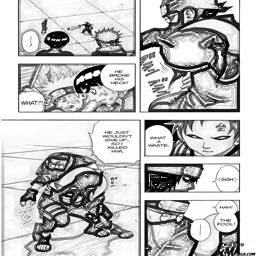 HE
BROKE
HIS
NECK!
WHAT?!
WHAT
A
WASTE.
:SIGH:
HAH!
THE
FOOL!
HE JUST
WOULDN'T
GIVE UP...
SO I
KILLED
HIM.